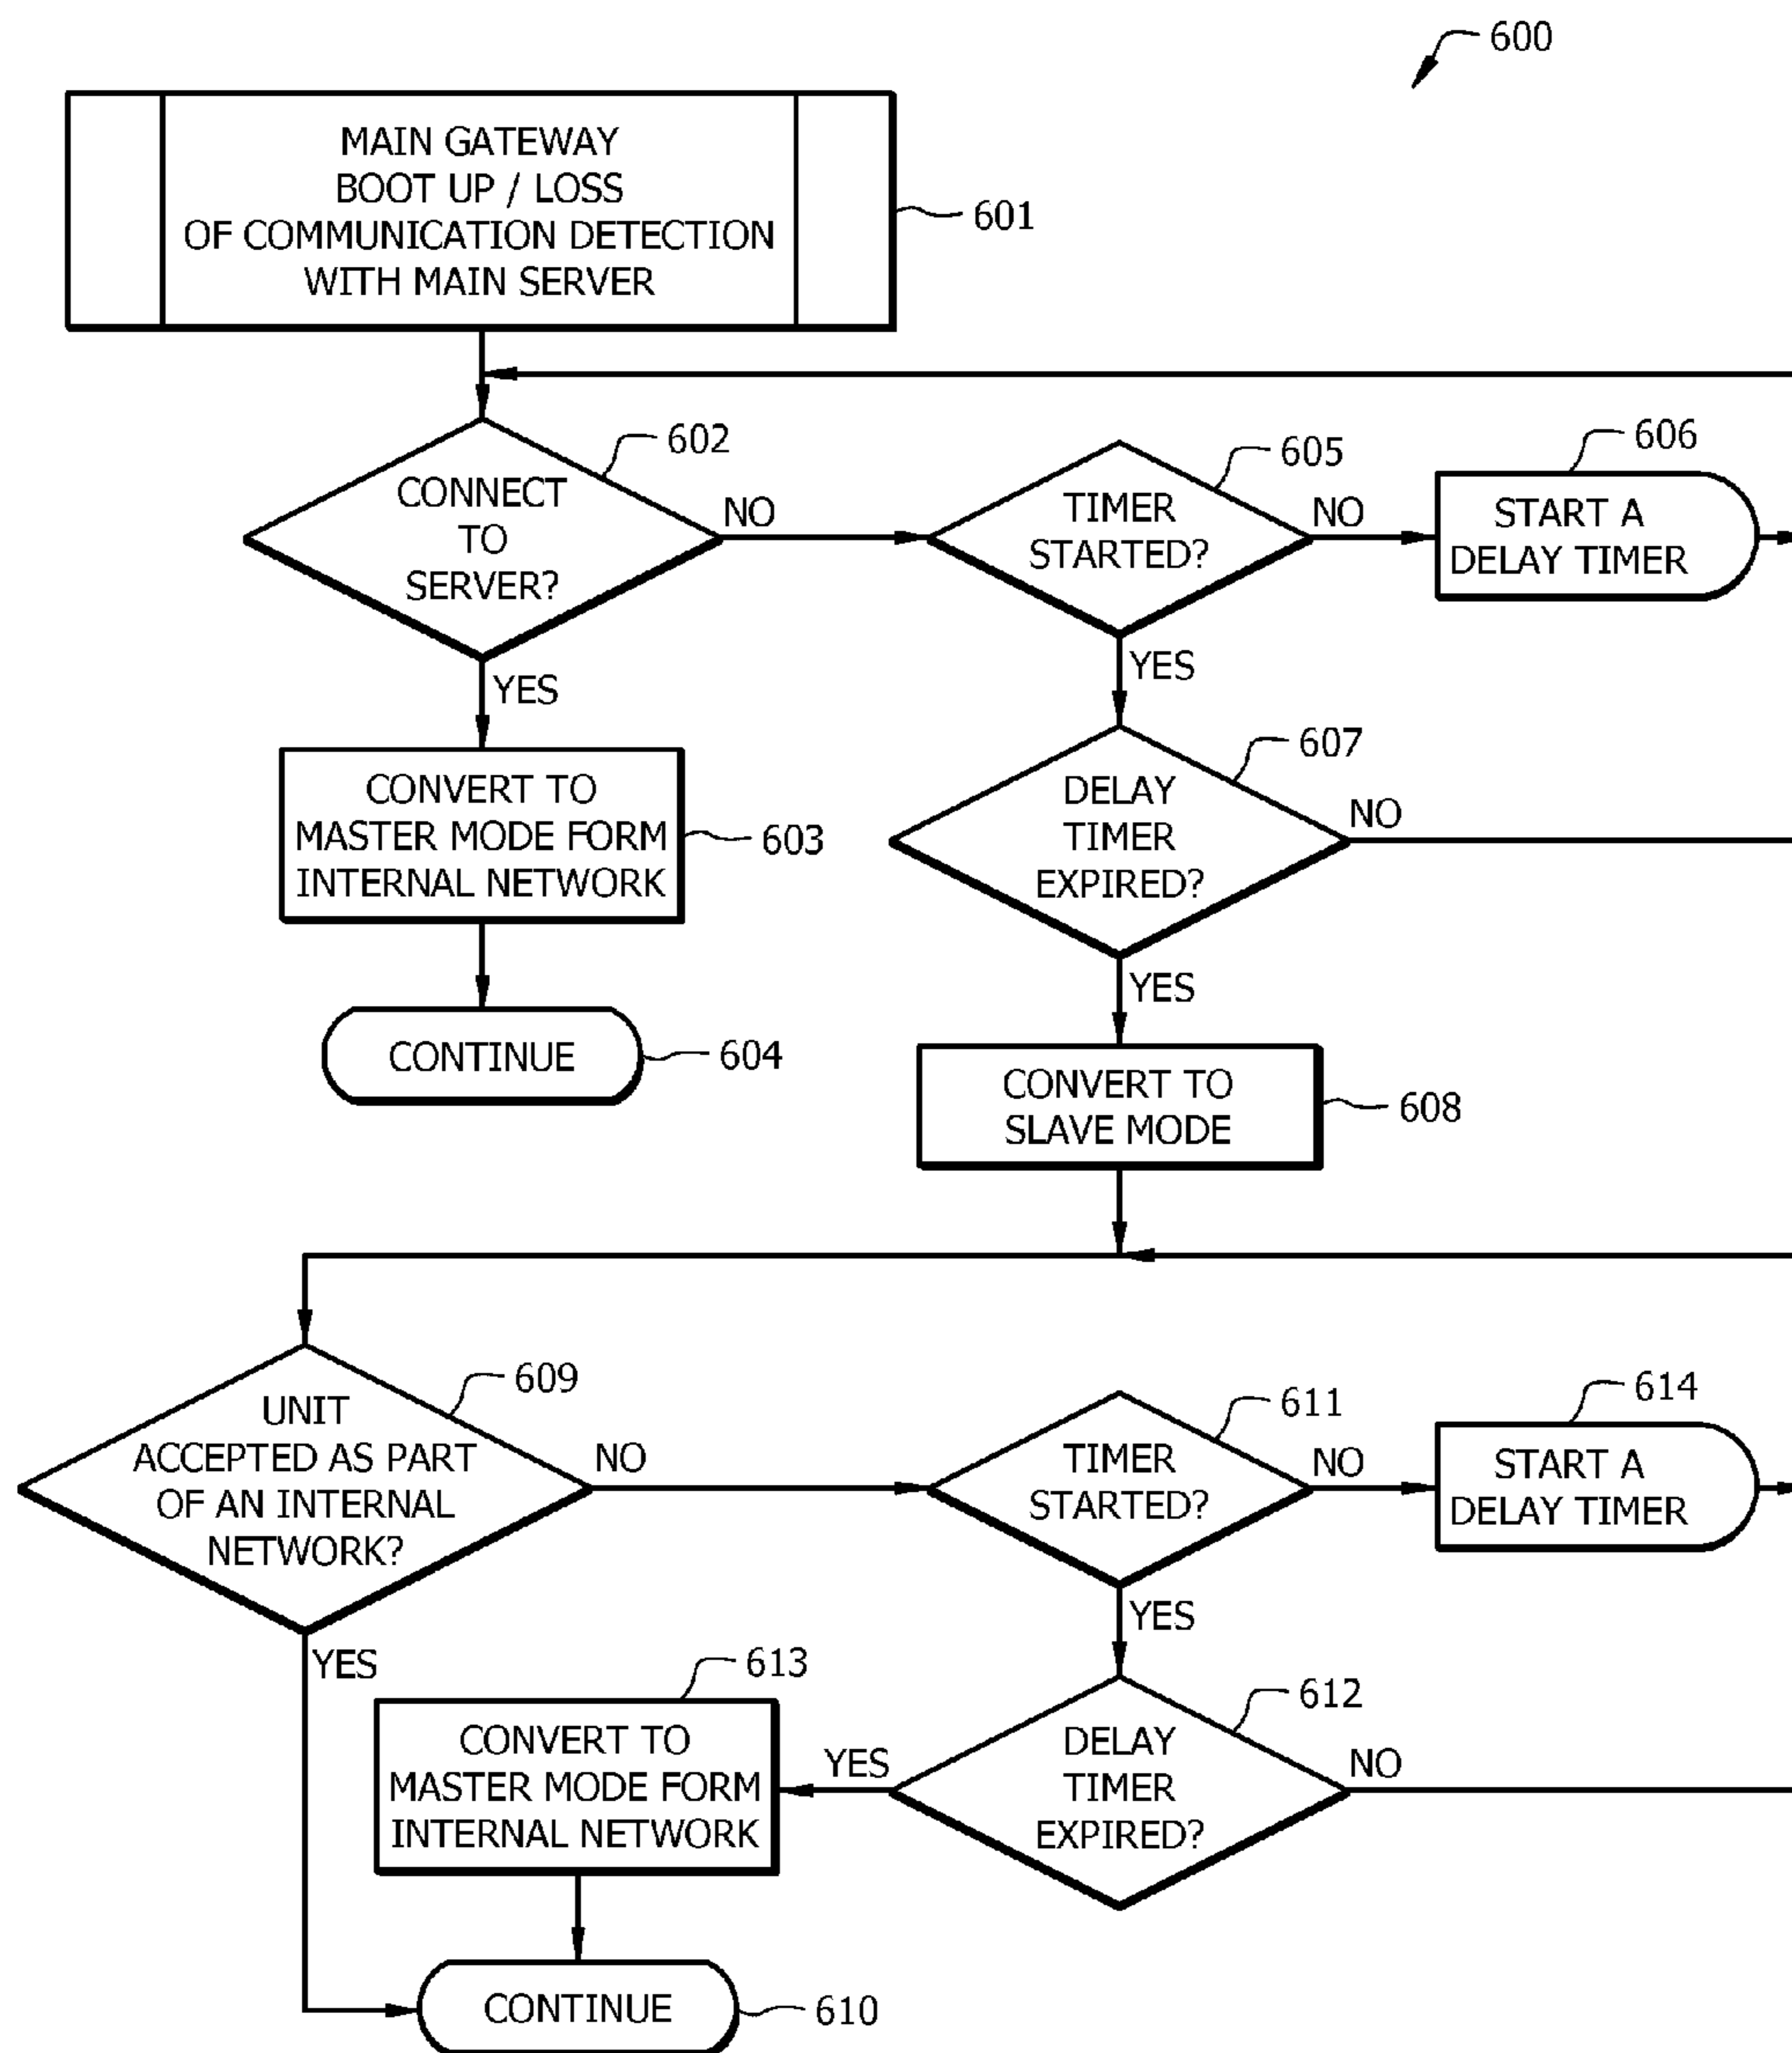 600
MAIN GATEWAY
BOOT UP / LOSS
OF COMMUNICATION DETECTION
WITH MAIN SERVER
601
CONNECT
TO
SERVER?
602
NO
YES
TIMER
STARTED?
605
NO
YES
START A
DELAY TIMER
606
CONVERT TO
MASTER MODE FORM
INTERNAL NETWORK
603
DELAY
TIMER
EXPIRED?
607
NO
YES
CONTINUE
604
CONVERT TO
SLAVE MODE
608
UNIT
ACCEPTED AS PART
OF AN INTERNAL
NETWORK?
609
NO
YES
TIMER
STARTED?
611
NO
YES
START A
DELAY TIMER
614
DELAY
TIMER
EXPIRED?
612
NO
YES
CONVERT TO
MASTER MODE FORM
INTERNAL NETWORK
613
CONTINUE
610